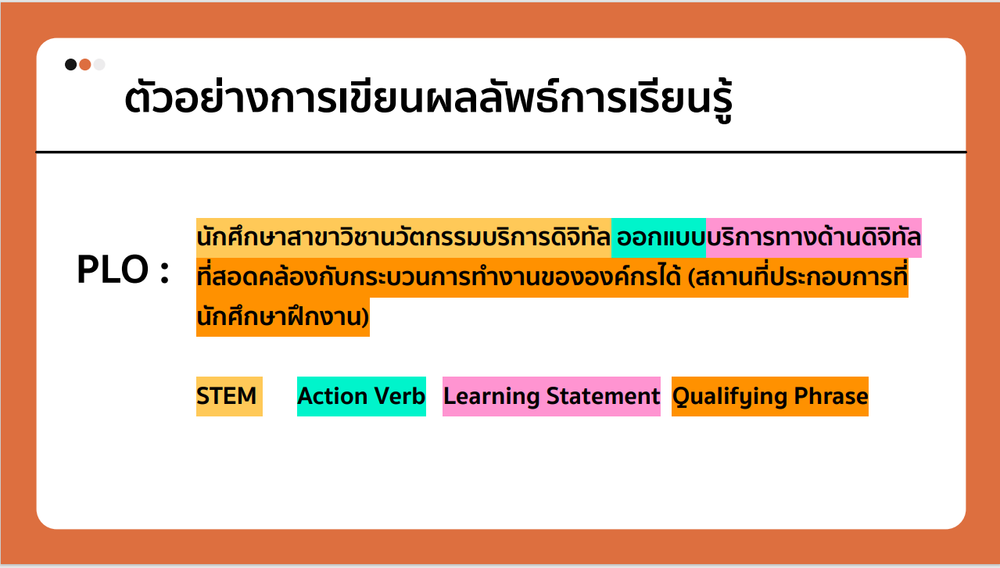 ตัวอย่างการเขียนผลลัพธ์การเรียนรู้
PLO :
นักศึกษาสาขาวิชานวัตกรรมบริการดิจิทัล ออกแบบบริการทางด้านดิจิทัล
ที่สอดคล้องกับกระบวนการทำงานขององค์กรได้ (สถานที่ประกอบการที่
นักศึกษาฝึกงาน)
STEM Action Verb Learning Statement Qualifying Phrase